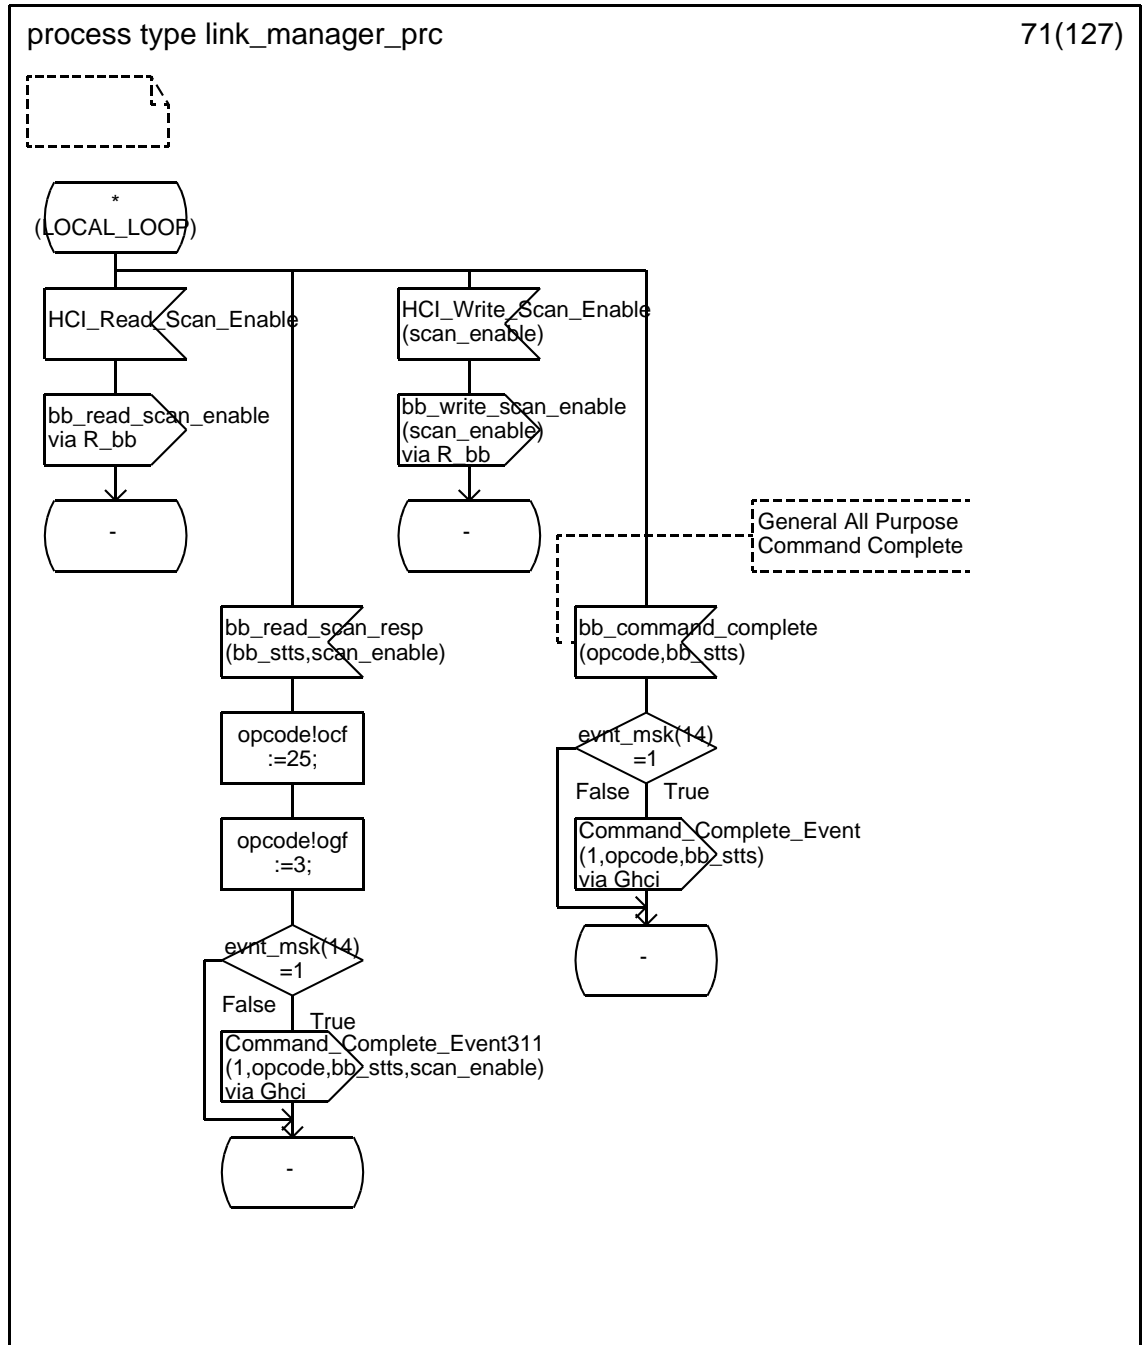 process type link_manager_prc
71(127)
*
(LOCAL_LOOP)
HCI_Read_Scan_Enable
HCI_Write_Scan_Enable
(scan_enable)
bb_read_scan_enable
via R_bb
bb_write_scan_enable
(scan_enable)
via R_bb
-
-
General All Purpose
Command Complete
bb_read_scan_resp
(bb_stts,scan_enable)
bb_command_complete
(opcode,bb_stts)
opcode!ocf
:=25;
evnt_msk(14)
=1
False
True
opcode!ogf
:=3;
Command_Complete_Event
(1,opcode,bb_stts)
via Ghci
evnt_msk(14)
=1
-
False
True
Command_Complete_Event311
(1,opcode,bb_stts,scan_enable)
via Ghci
-